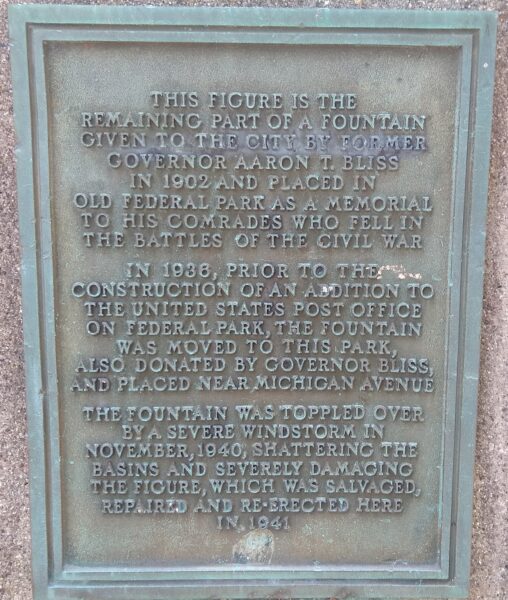 THIS FIGURE IS THE
REMAINING PART OF A FOUNTAIN
GIVEN TO THE CITY BY FORMER
GOVERNOR AARON T. BLISS
IN 1902 AND PLACED IN
OLD FEDERAL PARK AS A MEMORIAL
TO HIS COMRADES WHO FELL IN
THE BATTLES OF THE CIVIL WAR
IN 1936, PRIOR TO THE
CONSTRUCTION OF AN ADDITION TO
THE UNITED STATES POST OFFICE
ON FEDERAL PARK, THE FOUNTAIN
WAS MOVED TO THIS PARK,
ALSO DONATED BY GOVERNOR BLISS,
AND PLACED NEAR MICHIGAN AVENUE
THE FOUNTAIN WAS TOPPLED OVER
BY A SEVERE WINDSTORM IN
NOVEMBER, 1940, SHATTERING THE
BASINS AND SEVERELY DAMAGING
THE FIGURE, WHICH WAS SALVAGED,
REPAIRED AND RE-ERECTED HERE
IN 1941